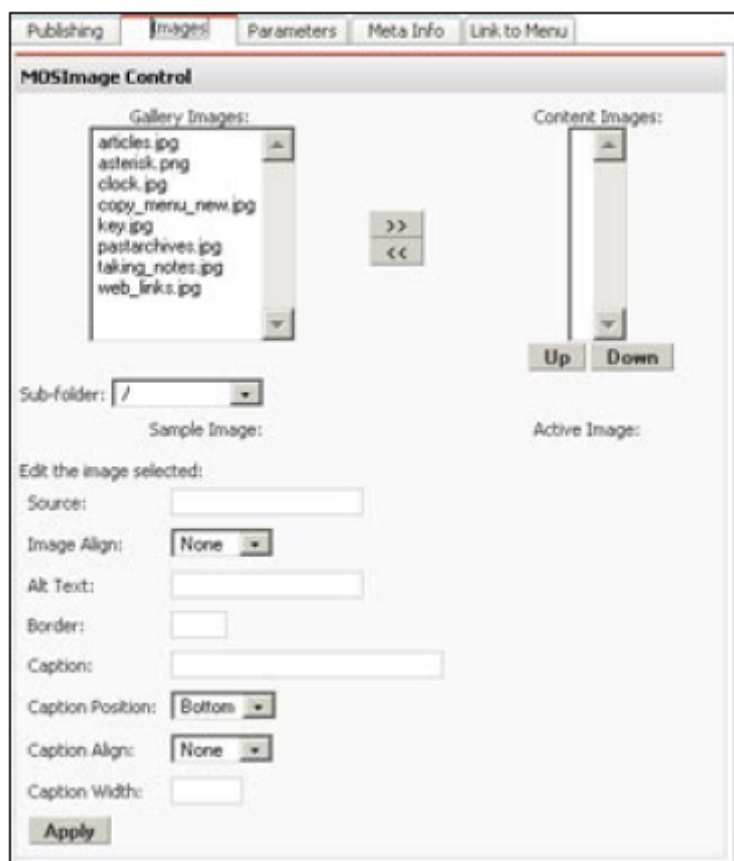 Publishing Images Parameters Meta Info Link to Menu
MOSImage Control
Gallery Images: Content Images:
articles.jpg
asterisk.png
clock.jpg
copy_menu_new.jpg
key.jpg
pastarchives.jpg
taking_notes.jpg
web_links.jpg
>>
<<
Up Down
Sub-folder: /
Sample Image: Active Image:
Edit the image selected:
Source:
Image Align: None
Alt Text:
Border:
Caption:
Caption Position: Bottom
Caption Align: None
Caption Width:
Apply